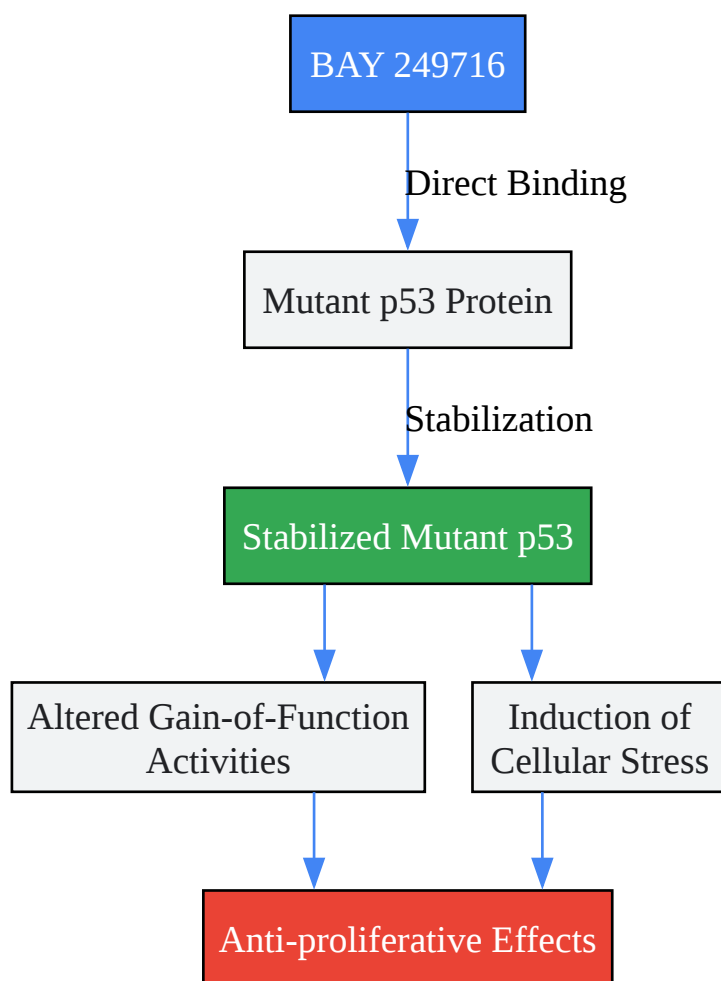 BAY 249716
Direct Binding
Mutant p53 Protein
Stabilization
Stabilized Mutant p53
Altered Gain-of-Function
Activities
Induction of
Cellular Stress
Anti-proliferative Effects